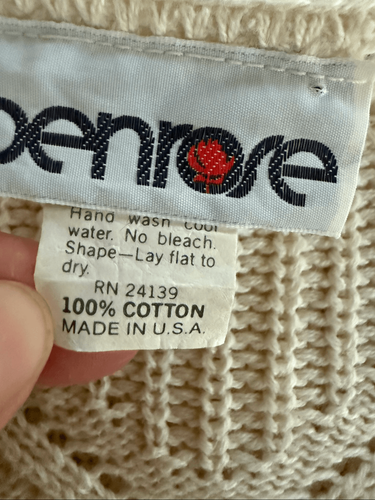 penrose
Hand wash cool
water. No bleach.
Shape—Lay flat to
dry.
RN 24139
100% COTTON
MADE IN U.S.A.